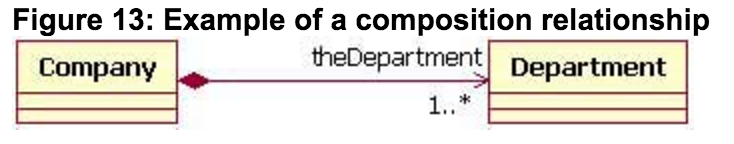 Figure 13: Example of a composition relationship
Company
theDepartment
Department
1..*